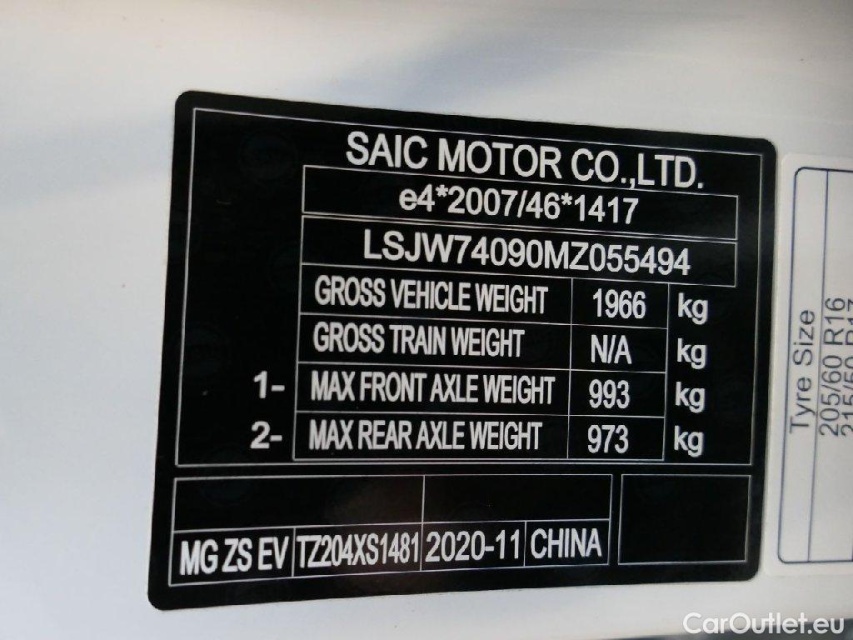 SAIC MOTOR CO.,LTD.
e4*2007/46*1417
LSJW74090MZ055494
GROSS VEHICLE WEIGHT 1966 kg
GROSS TRAIN WEIGHT N/A kg
1- MAX FRONT AXLE WEIGHT 993 kg
2- MAX REAR AXLE WEIGHT 973 kg
MG ZS EV TZ204XS1481 2020-11 CHINA
Tyre Size
205/60 R16
CarOutlet.eu